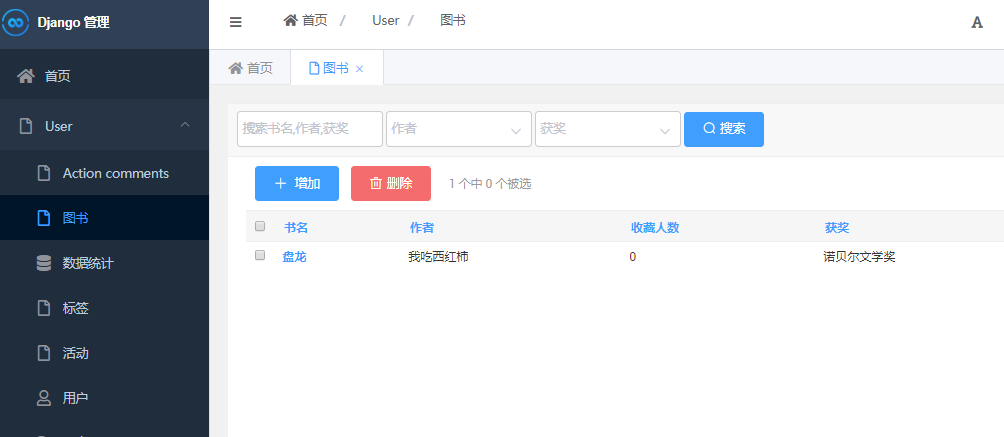 Django 管理
首页 / User / 图书
A
首页
User
Action comments
图书
数据统计
标签
活动
用户
首页 图书 ×
搜索书名,作者,获奖 作者 获奖 搜索
增加 删除 1 个中 0 个被选
书名 作者 收藏人数 获奖
盘龙 我吃西红柿 0 诺贝尔文学奖